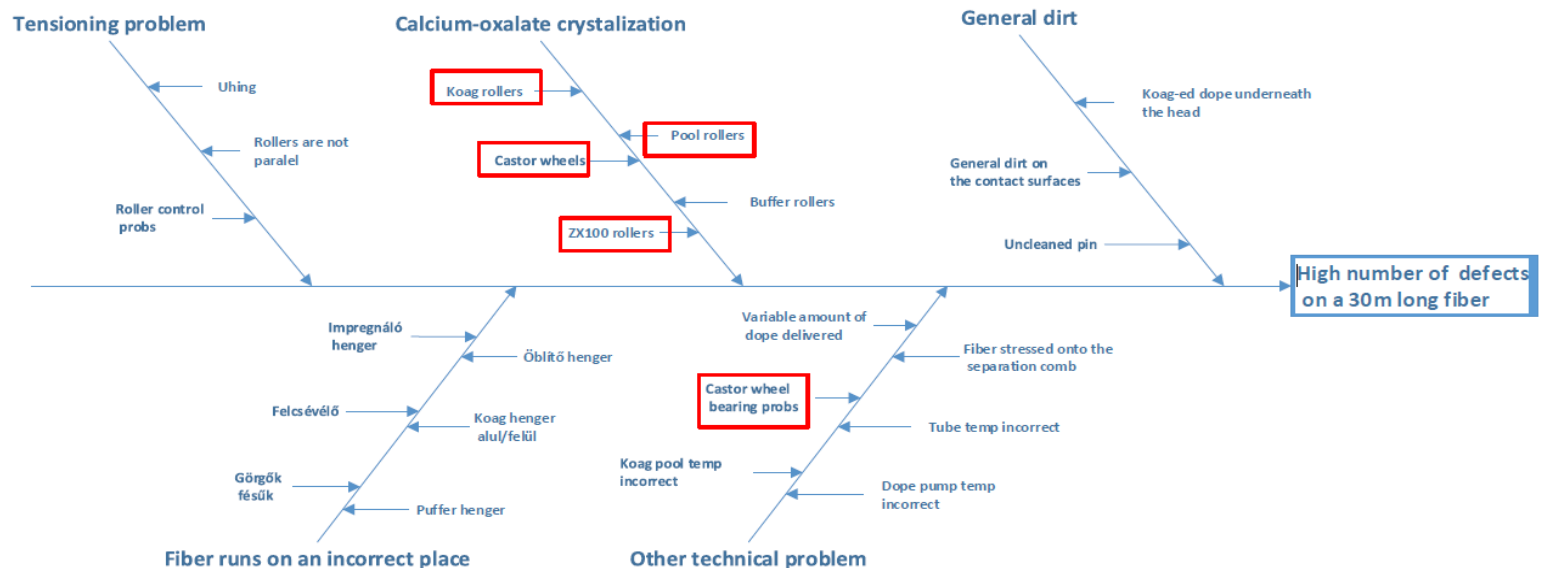 Tensioning problem
Calcium-oxalate crystalization
General dirt
Uhing
Rollers are not
paralel
Roller control
probs
Koag rollers
Pool rollers
Castor wheels
Buffer rollers
ZX100 rollers
Koag-ed dope underneath
the head
General dirt on
the contact surfaces
Uncleaned pin
High number of defects
on a 30m long fiber
Impregnáló
henger
Öblítő henger
Felcsévélő
Koag henger
alul/felül
Görgők
fésűk
Puffer henger
Variable amount of
dope delivered
Fiber stressed onto the
separation comb
Castor wheel
bearing probs
Tube temp incorrect
Koag pool temp
incorrect
Dope pump temp
incorrect
Fiber runs on an incorrect place
Other technical problem